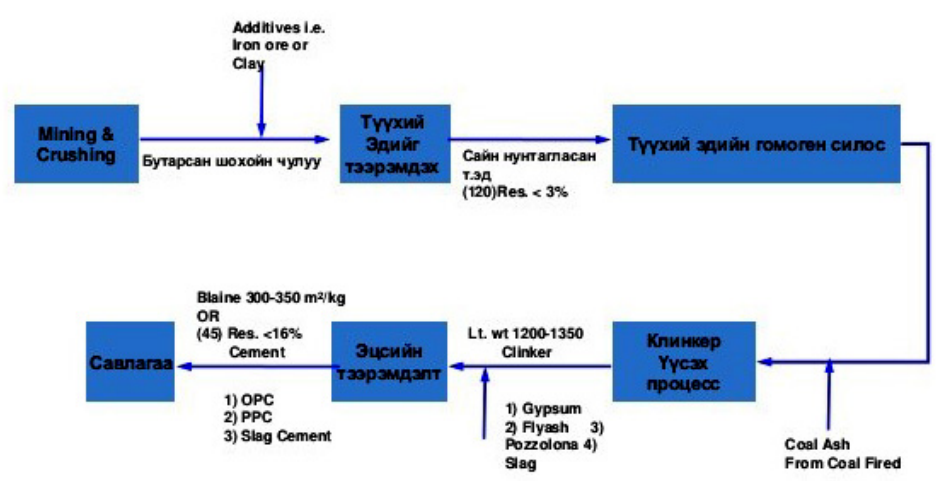 Additives i.e.
Iron ore or
Clay
Mining &
Crushing
Бутарсан шохойн чулуу
Түүхий
Эдийг
тээрэмдэх
Сайн нунтагласан
т.эд
(120)Res. < 3%
Түүхий эдийн гомоген силос
Blaine 300-350 m²/kg
OR
(45) Res. <16%
Cement
Савлагаа
1) OPC
2) PPC
3) Slag Cement
Эцсийн
тээрэмдэлт
Lt. wt 1200-1350
Clinker
1) Gypsum
2) Flyash 3)
Pozzolona 4)
Slag
Клинкер
Үүсэх
процесс
Coal Ash
From Coal Fired